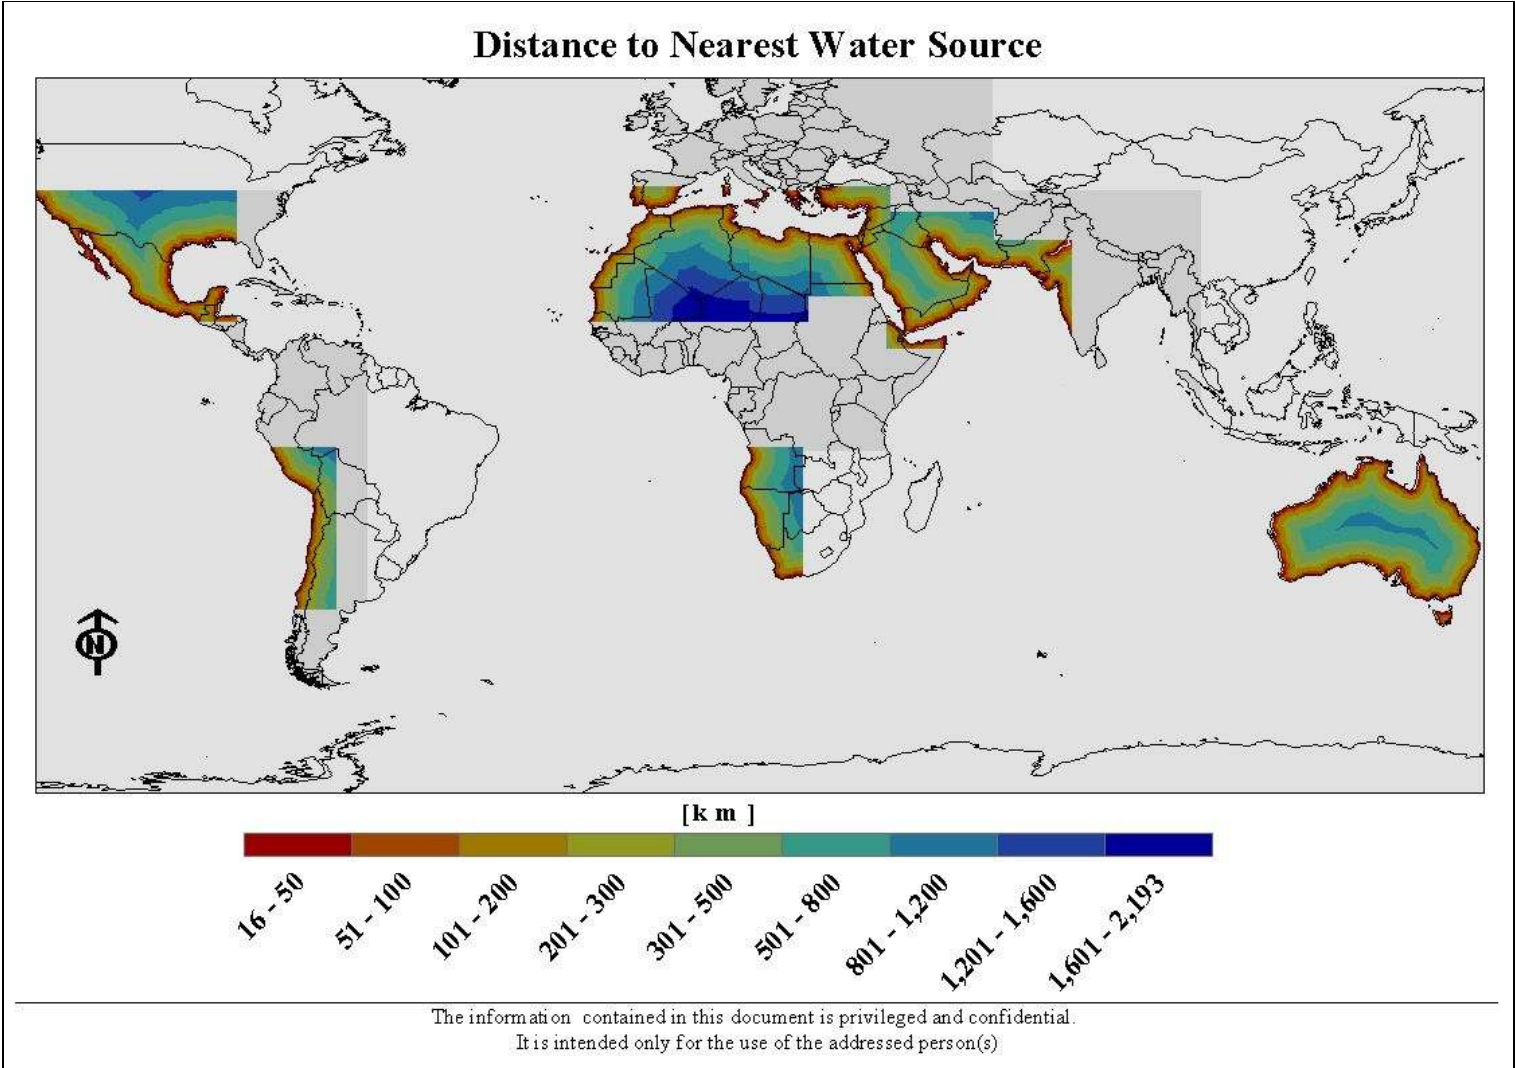 Distance to Nearest Water Source
N
[km]
16 - 50
51 - 100
101 - 200
201 - 300
301 - 500
501 - 800
801 - 1,200
1,201 - 1,600
1,601 - 2,193
The information contained in this document is privileged and confidential.
It is intended only for the use of the addressed person(s)